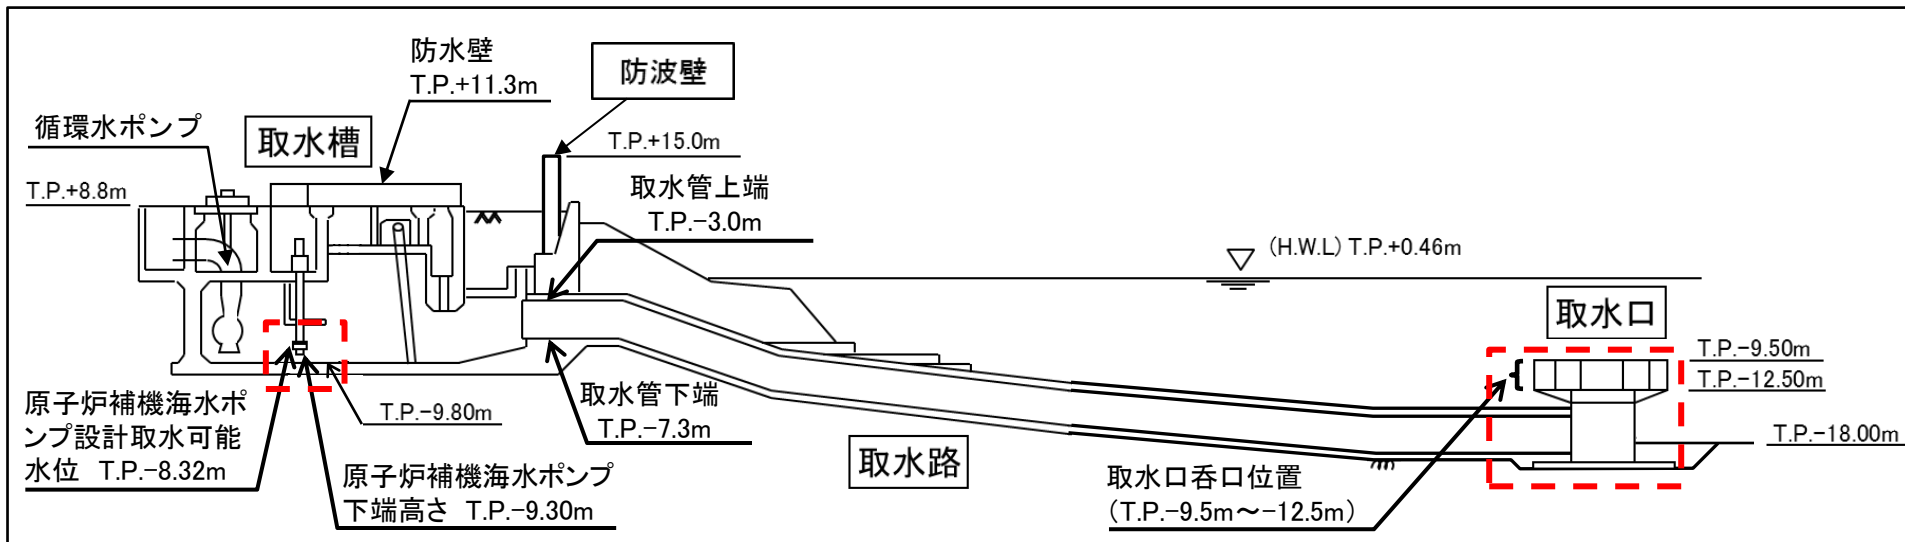 防水壁
T.P.+11.3m
防波壁
循環水ポンプ
取水槽
T.P.+15.0m
T.P.+8.8m
取水管上端
T.P.-3.0m
(H.W.L) T.P.+0.46m
取水口
T.P.-9.50m
T.P.-12.50m
原子炉補機海水ポ
ンプ設計取水可能
水位 T.P.-8.32m
T.P.-9.80m
取水管下端
T.P.-7.3m
T.P.-18.00m
取水路
原子炉補機海水ポンプ
下端高さ T.P.-9.30m
取水口呑口位置
(T.P.-9.5m～-12.5m)